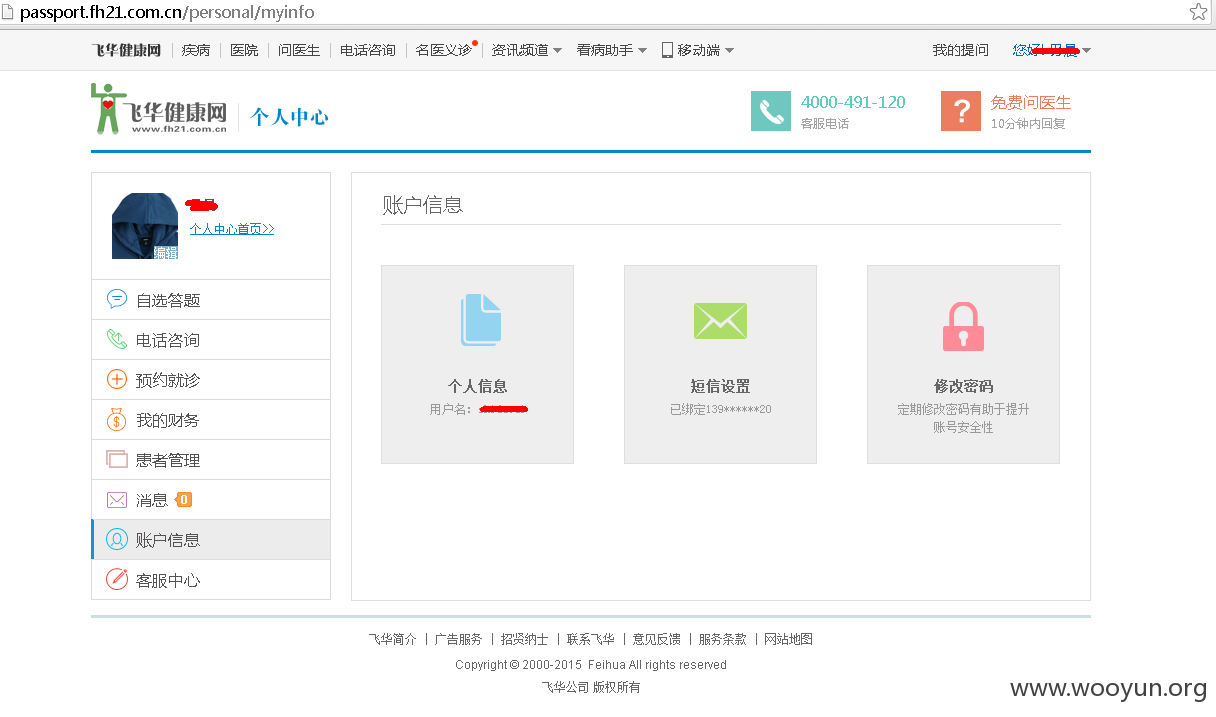 passport.fh21.com.cn/personal/myinfo
飞华健康网 疾病 医院 问医生 电话咨询 名医义诊 资讯频道 看病助手 移动端 我的提问 您好
飞华健康网
www.fh21.com.cn
个人中心
4000-491-120
客服电话
?
免费问医生
10分钟内回复
个人中心首页>>
编辑
自选答题
电话咨询
预约就诊
我的财务
患者管理
消息 0
账户信息
客服中心
账户信息
个人信息
用户名：
短信设置
已绑定139******20
修改密码
定期修改密码有助于提升
账号安全性
飞华简介 | 广告服务 | 招贤纳士 | 联系飞华 | 意见反馈 | 服务条款 | 网站地图
Copyright © 2000-2015 Feihua All rights reserved
飞华公司 版权所有
www.wooyun.org